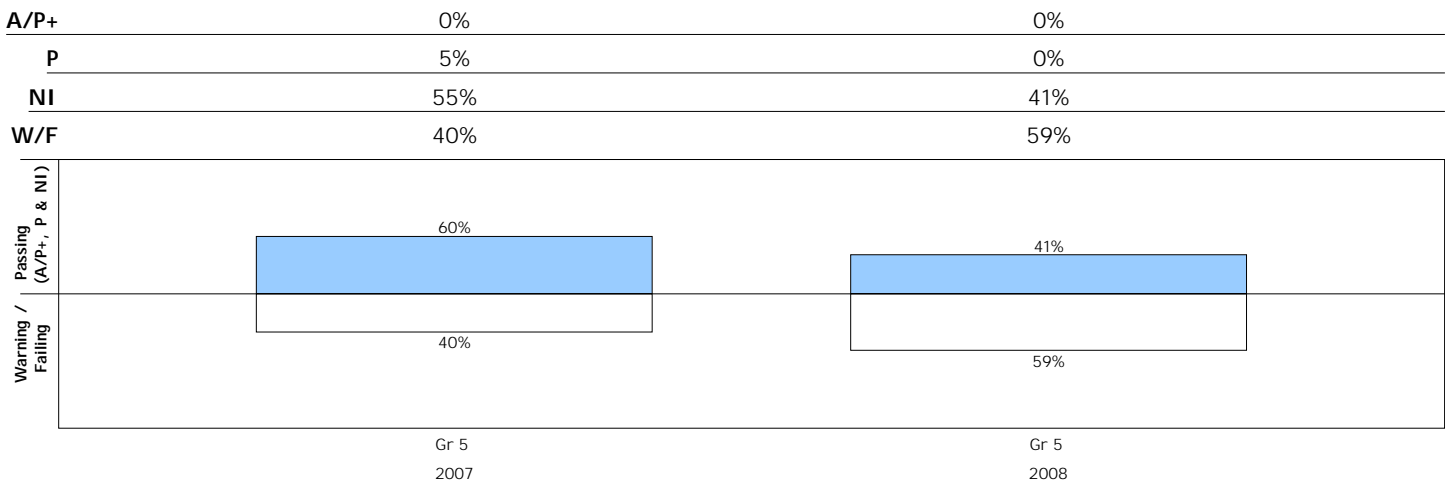 A/P+ 0% 0%
P 5% 0%
NI 55% 41%
W/F 40% 59%
Passing
(A/P+, P & NI)
Warning /
Failing
60% 41%
40% 59%
Gr 5 Gr 5
2007 2008